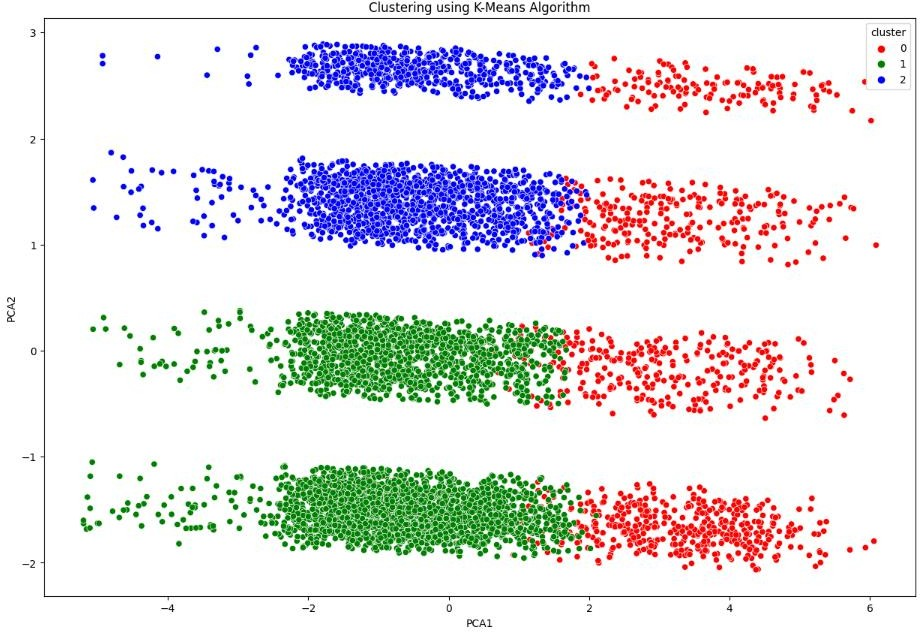 Clustering using K-Means Algorithm
cluster
0
1
2
3
2
1
0
−1
−2
PCA2
−4 −2 0 2 4 6
PCA1